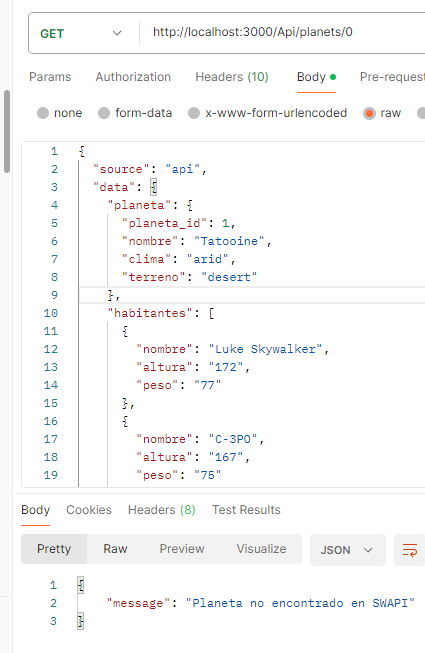 GET http://localhost:3000/Api/planets/0
Params Authorization Headers (10) Body Pre-request
none form-data x-www-form-urlencoded raw
1 {
2 "source": "api",
3 "data": {
4 "planeta": {
5 "planeta_id": 1,
6 "nombre": "Tatooine",
7 "clima": "arid",
8 "terreno": "desert"
9 },
10 "habitantes": [
11 {
12 "nombre": "Luke Skywalker",
13 "altura": "172",
14 "peso": "77"
15 },
16 {
17 "nombre": "C-3PO",
18 "altura": "167",
19 "peso": "75"
Body Cookies Headers (8) Test Results
Pretty Raw Preview Visualize JSON
1 {
2 "message": "Planeta no encontrado en SWAPI"
3 }